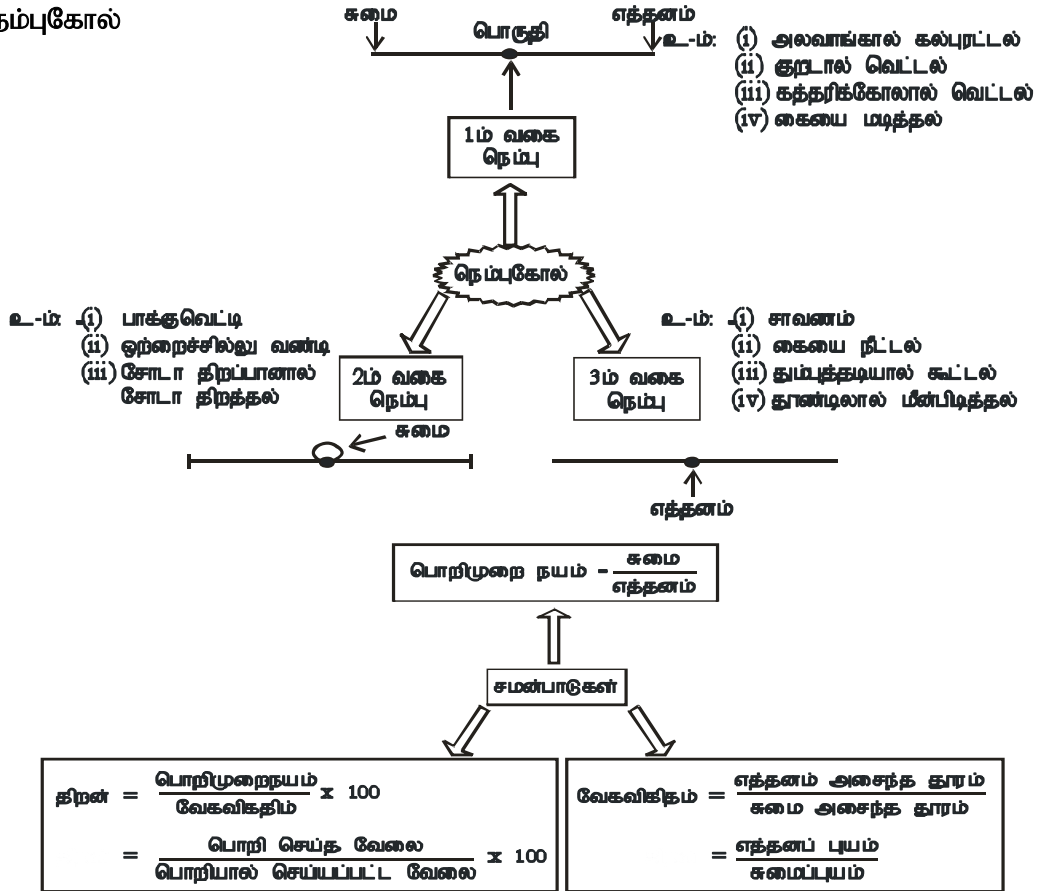 நெம்புகோல்
சுமை
பொருதி
எத்தனம்
உ-ம்: (i) அலவாங்கால் கல்புரட்டல்
(ii) குறடால் வெட்டல்
(iii) கத்தரிக்கோலால் வெட்டல்
(iv) கையை மடித்தல்
1ம் வகை
நெம்பு
நெம்புகோல்
உ-ம்: -(i) பாக்குவெட்டி
(ii) ஒற்றைச்சில்லு வண்டி
(iii) சோடா திறப்பானால்
சோடா திறத்தல்
2ம் வகை
நெம்பு
சுமை
3ம் வகை
நெம்பு
உ-ம்: -(i) சாவணம்
(ii) கையை நீட்டல்
(iii) தும்புத்தடியால் கூட்டல்
(iv) தூண்டிலால் மீன்பிடித்தல்
எத்தனம்
பொறிமுறை நயம் = சுமை
எத்தனம்
சமன்பாடுகள்
திறன் = பொறிமுறைநயம் x 100
வேகவிகதிம்
= பொறி செய்த வேலை x 100
பொறியால் செய்யப்பட்ட வேலை
வேகவிகிதம் = எத்தனம் அசைந்த தூரம்
சுமை அசைந்த தூரம்
= எத்தனப் புயம்
சுமைப்புயம்